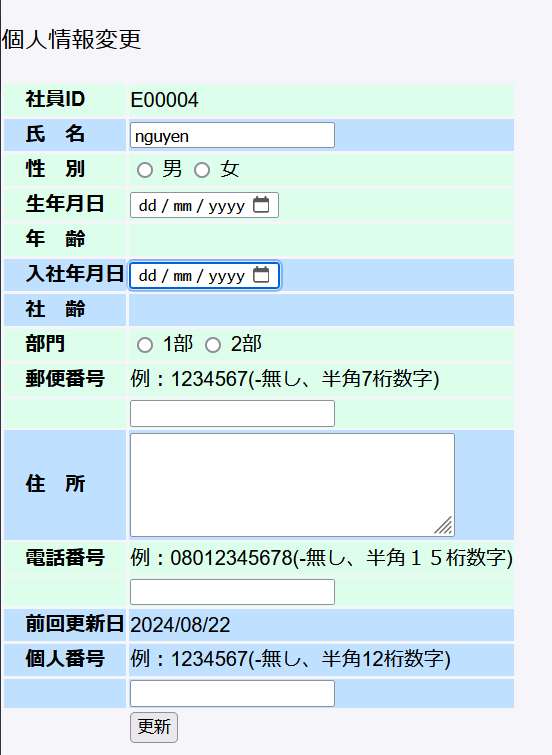 個人情報変更
社員ID E00004
氏　名 nguyen
性　別 男 女
生年月日 dd / mm / yyyy
年　齢
入社年月日 dd / mm / yyyy
社　齢
部門 1部 2部
郵便番号 例：1234567(-無し、半角7桁数字)
住　所
電話番号 例：08012345678(-無し、半角１５桁数字)
前回更新日 2024/08/22
個人番号 例：1234567(-無し、半角12桁数字)
更新